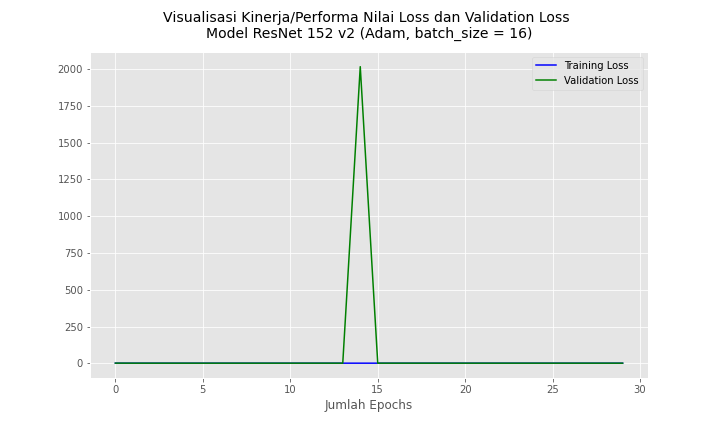 Visualisasi Kinerja/Performa Nilai Loss dan Validation Loss
Model ResNet 152 v2 (Adam, batch_size = 16)
Training Loss
Validation Loss
2000
1750
1500
1250
1000
750
500
250
0
0 5 10 15 20 25 30
Jumlah Epochs